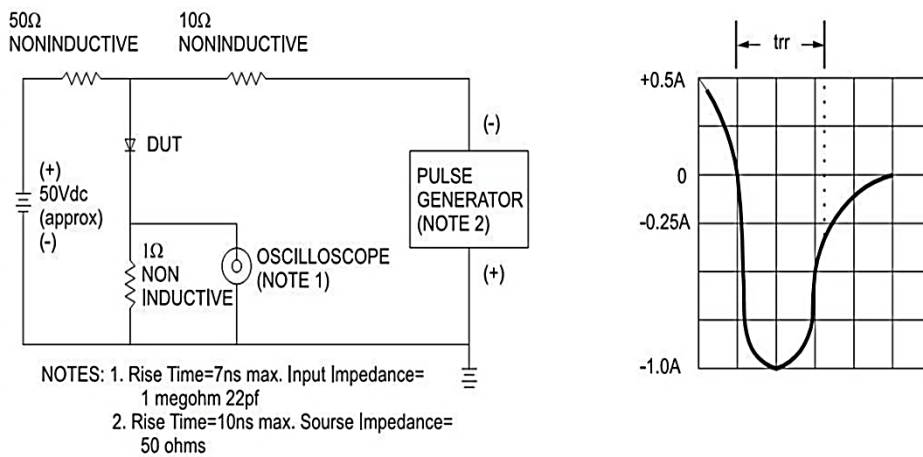 50Ω
NONINDUCTIVE
10Ω
NONINDUCTIVE
DUT
(+)
50Vdc
(approx)
(-)
1Ω
NON
INDUCTIVE
OSCILLOSCOPE
(NOTE 1)
(-)
PULSE
GENERATOR
(NOTE 2)
(+)
NOTES: 1. Rise Time=7ns max. Input Impedance=
1 megohm 22pf
2. Rise Time=10ns max. Sourse Impedance=
50 ohms
trr
+0.5A
0
-0.25A
-1.0A